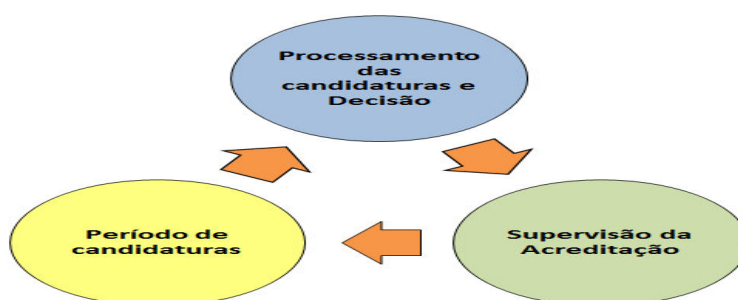 Processamento
das
candidaturas e
Decisão
Período de
candidaturas
Supervisão da
Acreditação